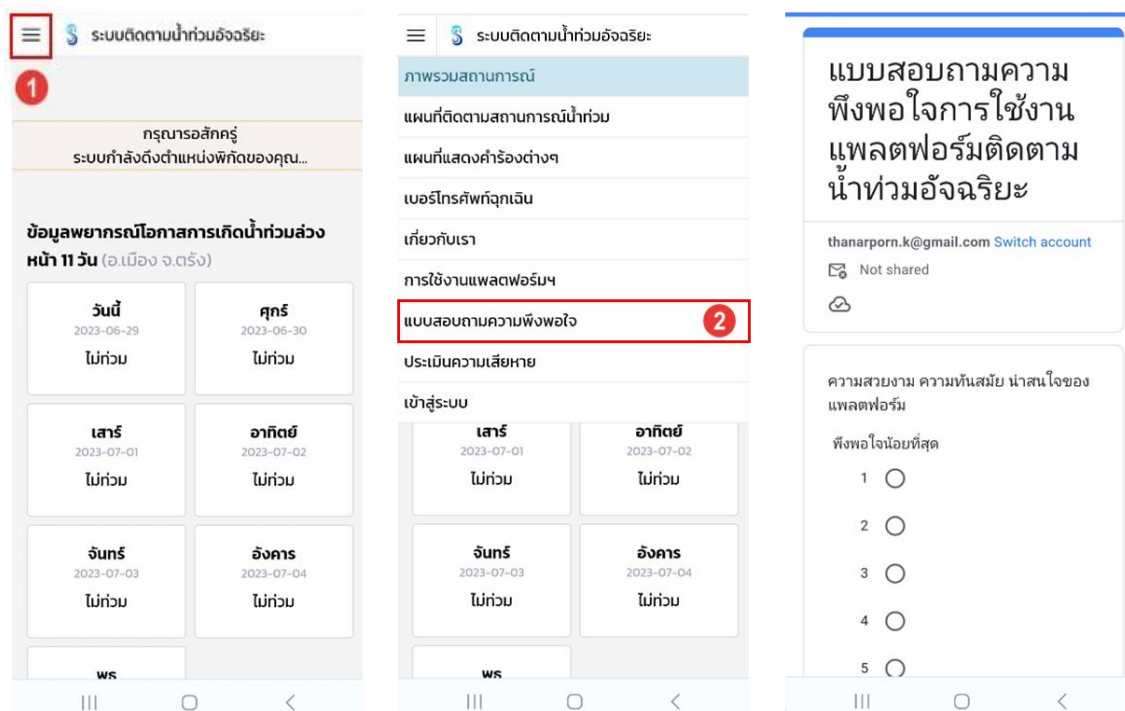 ระบบติดตามน้ำท่วมอัจฉริยะ
1
กรุณารอสักครู่
ระบบกำลังดึงตำแหน่งพิกัดของคุณ...
ข้อมูลพยากรณ์โอกาสการเกิดน้ำท่วมล่วง
หน้า 11 วัน (อ.เมือง จ.ตรัง)
วันนี้
2023-06-29
ไม่ท่วม
ศุกร์
2023-06-30
ไม่ท่วม
เสาร์
2023-07-01
ไม่ท่วม
อาทิตย์
2023-07-02
ไม่ท่วม
จันทร์
2023-07-03
ไม่ท่วม
อังคาร
2023-07-04
ไม่ท่วม
พธ
ระบบติดตามน้ำท่วมอัจฉริยะ
ภาพรวมสถานการณ์
แผนที่ติดตามสถานการณ์น้ำท่วม
แผนที่แสดงคำร้องต่างๆ
เบอร์โทรศัพท์ฉุกเฉิน
เกี่ยวกับเรา
การใช้งานแพลตฟอร์มฯ
แบบสอบถามความพึงพอใจ 2
ประเมินความเสียหาย
เข้าสู่ระบบ
เสาร์
2023-07-01
ไม่ท่วม
อาทิตย์
2023-07-02
ไม่ท่วม
จันทร์
2023-07-03
ไม่ท่วม
อังคาร
2023-07-04
ไม่ท่วม
พธ
แบบสอบถามความ
พึงพอใจการใช้งาน
แพลตฟอร์มติดตาม
น้ำท่วมอัจฉริยะ
thanarporn.k@gmail.com Switch account
Not shared
ความสวยงาม ความทันสมัย น่าสนใจของ
แพลตฟอร์ม
พึงพอใจน้อยที่สุด
1
2
3
4
5